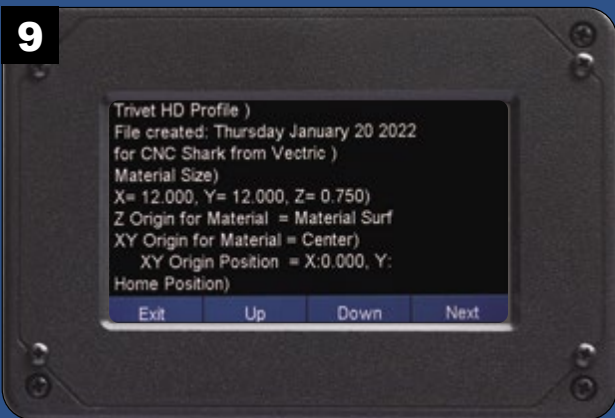 9
Trivet HD Profile )
File created: Thursday January 20 2022
for CNC Shark from Vectric )
Material Size)
X= 12.000, Y= 12.000, Z= 0.750)
Z Origin for Material = Material Surf
XY Origin for Material = Center)
XY Origin Position = X:0.000, Y:
Home Position)
Exit Up Down Next